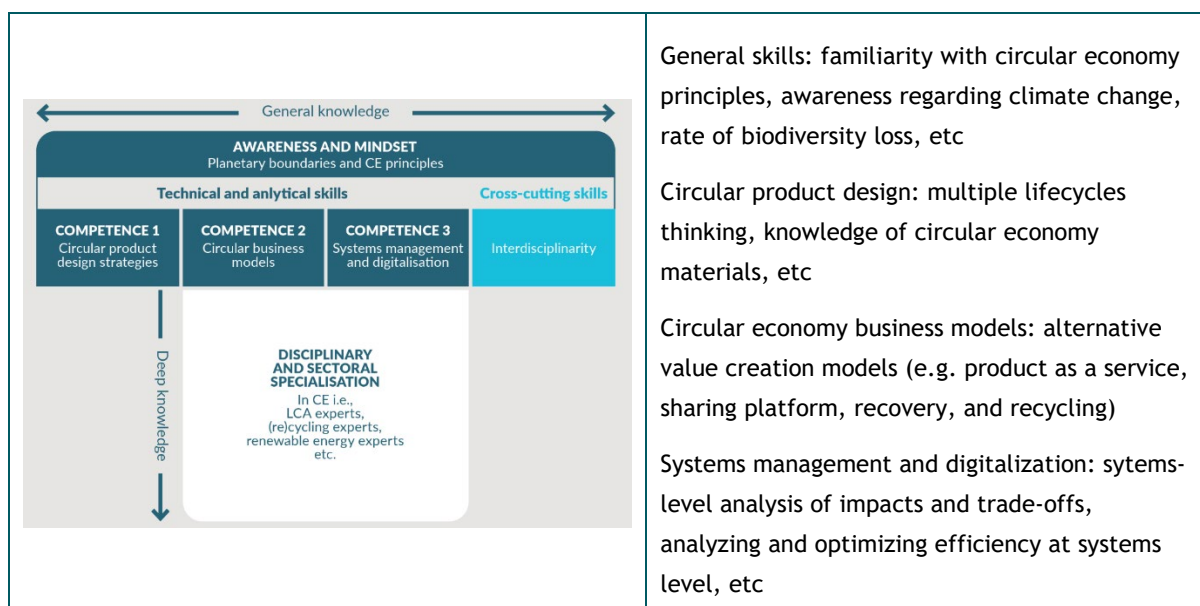 General knowledge
AWARENESS AND MINDSET
Planetary boundaries and CE principles
Technical and anlytical skills
Cross-cutting skills
COMPETENCE 1
Circular product
design strategies
COMPETENCE 2
Circular business
models
COMPETENCE 3
Systems management
and digitalisation
Interdisciplinarity
Deep knowledge
DISCIPLINARY
AND SECTORAL
SPECIALISATION
In CE i.e.,
LCA experts,
(re)cycling experts,
renewable energy experts
etc.
General skills: familiarity with circular economy
principles, awareness regarding climate change,
rate of biodiversity loss, etc
Circular product design: multiple lifecycles
thinking, knowledge of circular economy
materials, etc
Circular economy business models: alternative
value creation models (e.g. product as a service,
sharing platform, recovery, and recycling)
Systems management and digitalization: sytems-
level analysis of impacts and trade-offs,
analyzing and optimizing efficiency at systems
level, etc